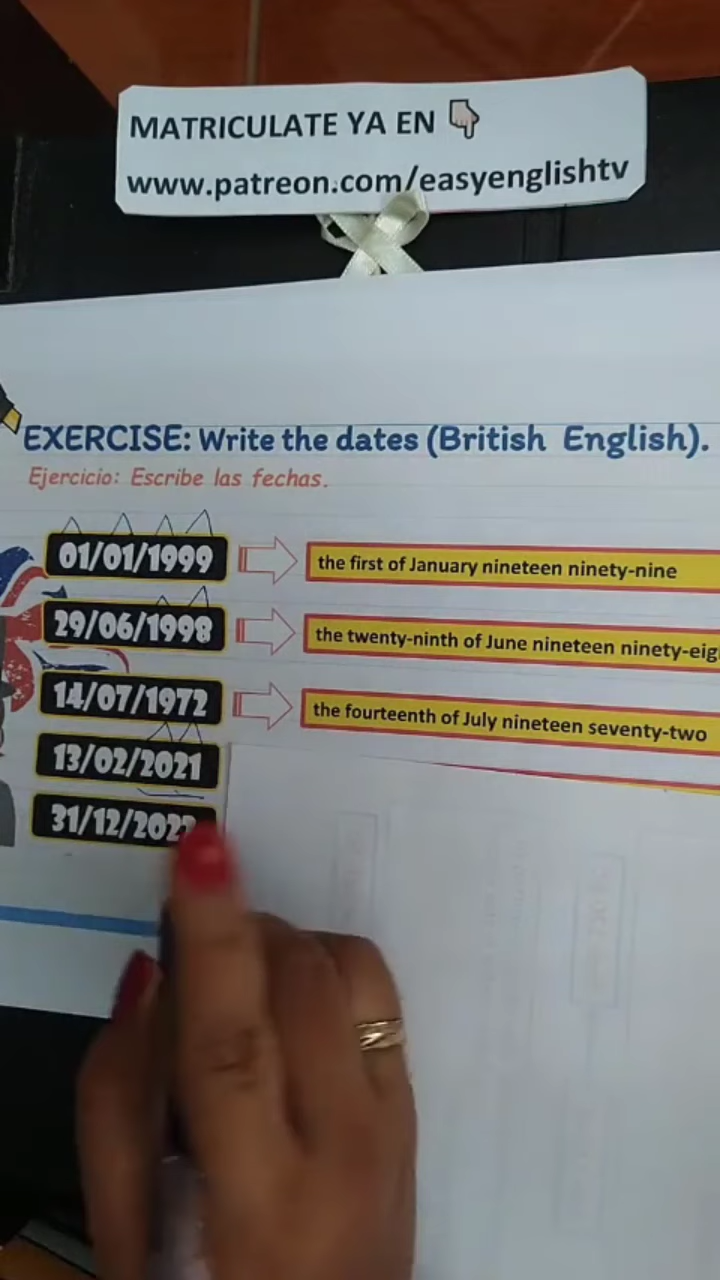 MATRICULATE YA EN
www.patreon.com/easyenglishtv
EXERCISE: Write the dates (British English).
Ejercicio: Escribe las fechas.
01/01/1999
the first of January nineteen ninety-nine
29/06/1998
the twenty-ninth of June nineteen ninety-eig
14/07/1972
the fourteenth of July nineteen seventy-two
13/02/2021
31/12/2022